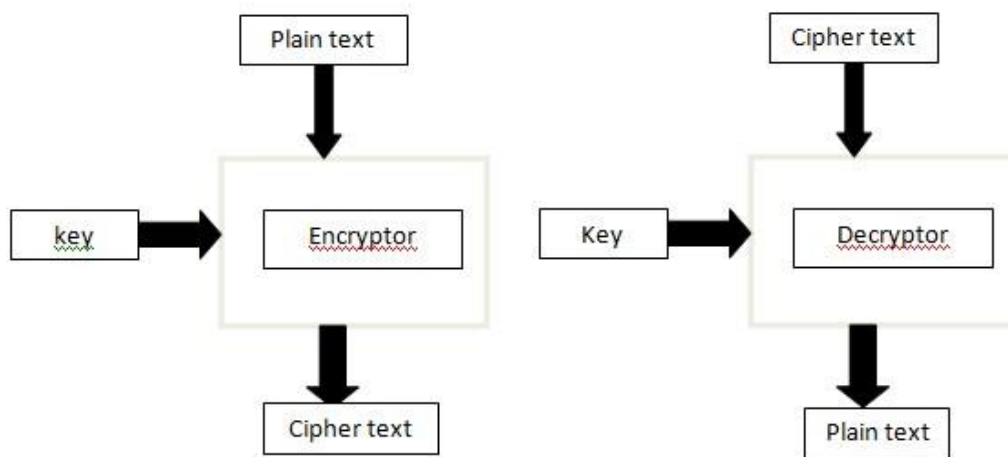 Plain text
key
Encryptor
Cipher text
Cipher text
Key
Decryptor
Plain text